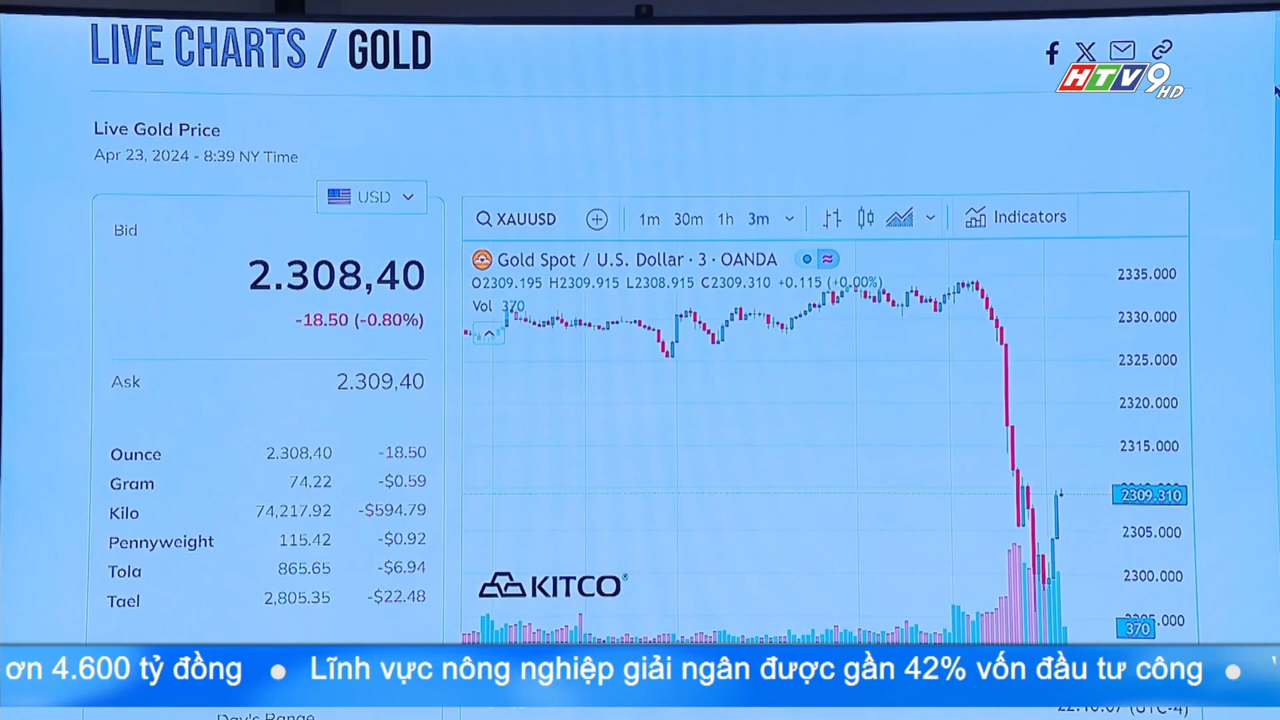 LIVE CHARTS / GOLD
HTV9 HD
Live Gold Price
Apr 23, 2024 - 8:39 NY Time
USD
Bid
2.308,40
-18.50 (-0.80%)
Ask 2.309,40
Ounce 2.308,40 -18.50
Gram 74.22 -$0.59
Kilo 74,217.92 -$594.79
Pennyweight 115.42 -$0.92
Tola 865.65 -$6.94
Tael 2,805.35 -$22.48
XAUUSD 1m 30m 1h 3m Indicators
Gold Spot / U.S. Dollar · 3 · OANDA
O2309.195 H2309.915 L2308.915 C2309.310 +0.115 (+0.00%)
Vol 370
2335.000
2330.000
2325.000
2320.000
2315.000
2309.310
2305.000
2300.000
370
KITCO
ơn 4.600 tỷ đồng ● Lĩnh vực nông nghiệp giải ngân được gần 42% vốn đầu tư công ●
Day's Range
(UTC-4)